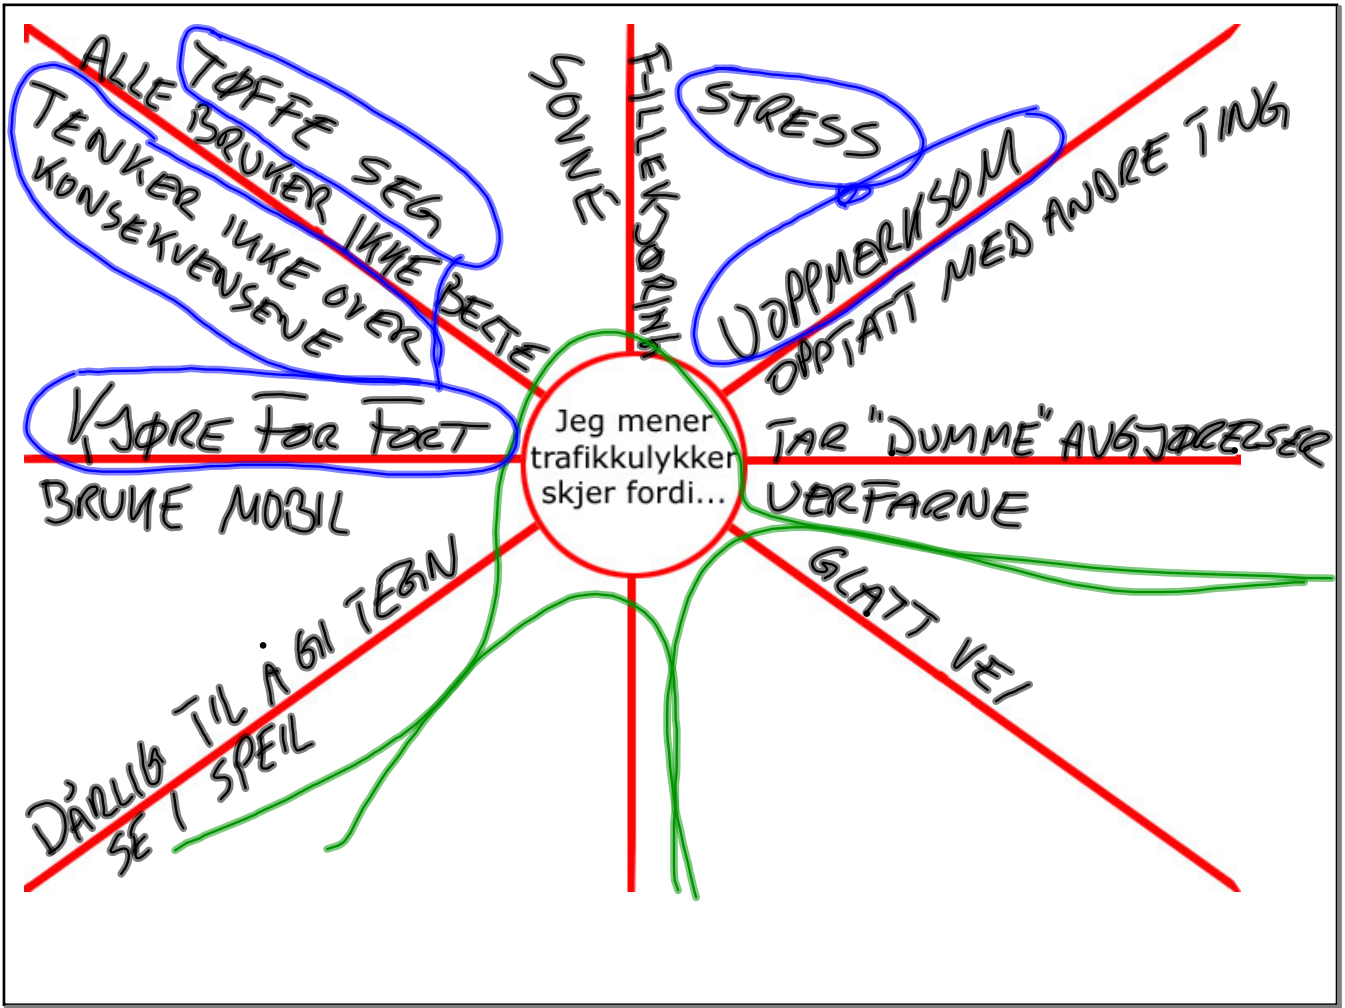 TØFFE SEG
ALLE BRUKER IKKE BELTE
TENKER IKKE OVER
KONSEKVENSENE
KJØRE FOR FORT
BRUKE MOBIL
DÅRLIG TIL Å GI TEGN
SE I SPEIL
SOVNE
FILLEKJØRING
STRESS
UOPPMERKSOM
OPPTATT MED ANDRE TING
TAR "DUMME" AVGJØRELSER
UERFARNE
GLATT VEI
Jeg mener
trafikkulykker
skjer fordi...